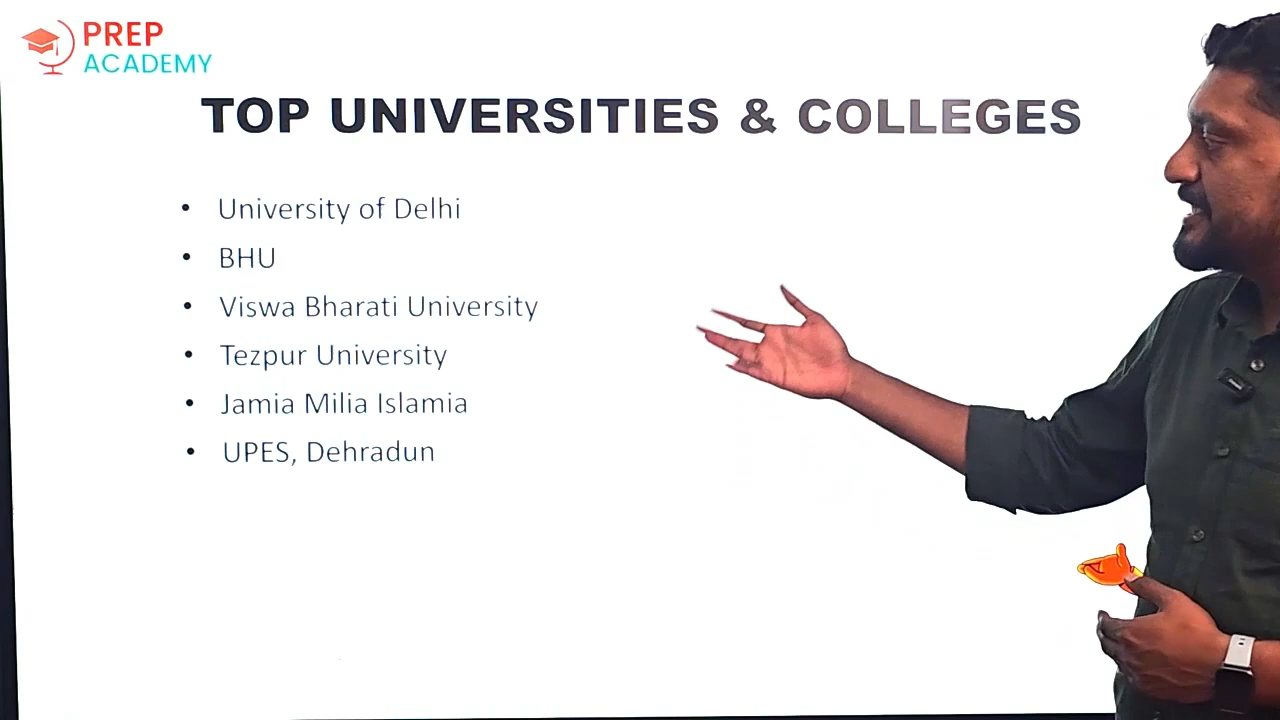 PREP
ACADEMY
TOP UNIVERSITIES & COLLEGES
• University of Delhi
• BHU
• Viswa Bharati University
• Tezpur University
• Jamia Milia Islamia
• UPES, Dehradun